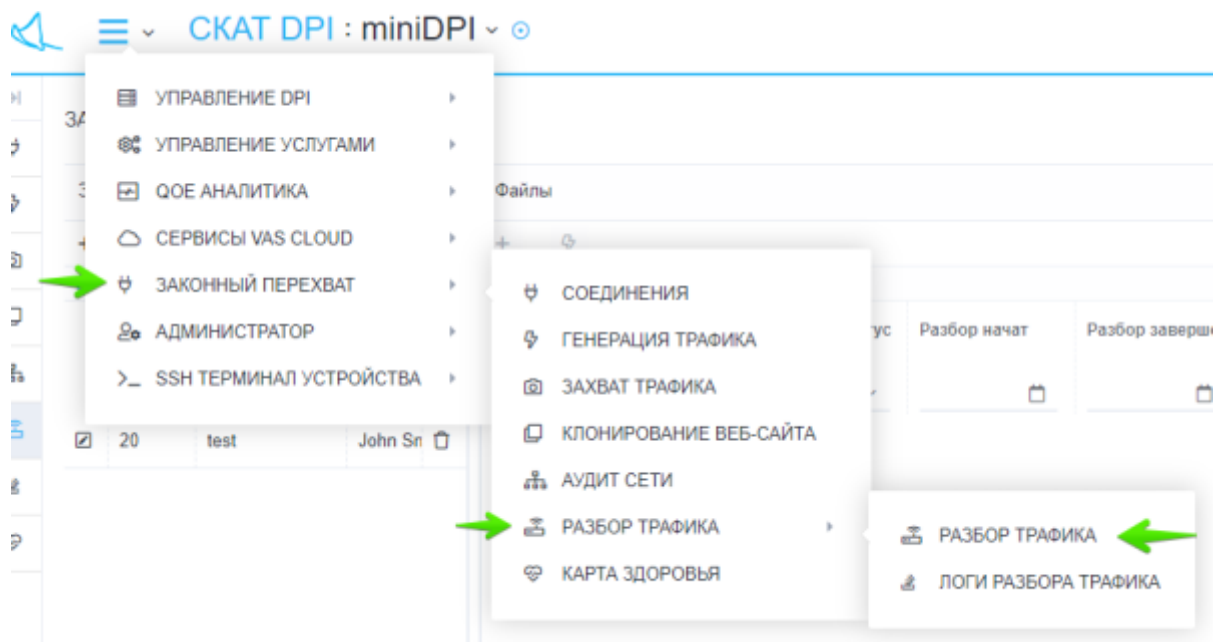 СКАТ DPI : miniDPI
УПРАВЛЕНИЕ DPI
УПРАВЛЕНИЕ УСЛУГАМИ
QOE АНАЛИТИКА
Файлы
СЕРВИСЫ VAS CLOUD
ЗАКОННЫЙ ПЕРЕХВАТ
АДМИНИСТРАТОР
SSH ТЕРМИНАЛ УСТРОЙСТВА
СОЕДИНЕНИЯ
ГЕНЕРАЦИЯ ТРАФИКА
Разбор начат
ЗАХВАТ ТРАФИКА
КЛОНИРОВАНИЕ ВЕБ-САЙТА
20 test John Sn
АУДИТ СЕТИ
РАЗБОР ТРАФИКА
КАРТА ЗДОРОВЬЯ
РАЗБОР ТРАФИКА
ЛОГИ РАЗБОРА ТРАФИКА